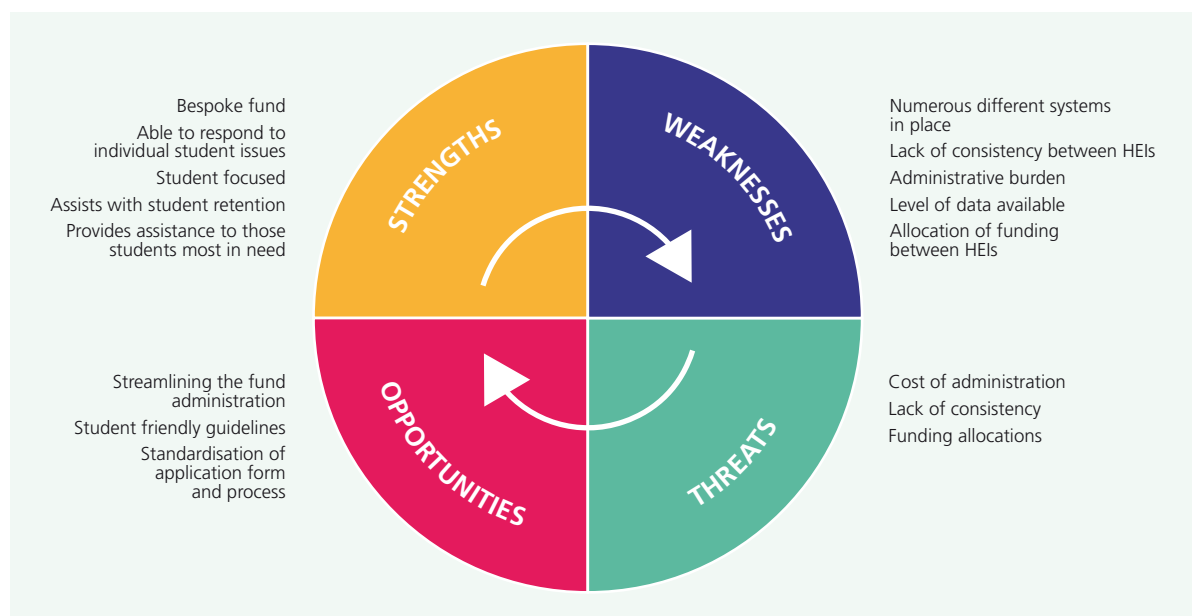 STRENGTHS
Bespoke fund
Able to respond to
individual student issues
Student focused
Assists with student retention
Provides assistance to those
students most in need
WEAKNESSES
Numerous different systems
in place
Lack of consistency between HEIs
Administrative burden
Level of data available
Allocation of funding
between HEIs
OPPORTUNITIES
Streamlining the fund
administration
Student friendly guidelines
Standardisation of
application form
and process
THREATS
Cost of administration
Lack of consistency
Funding allocations